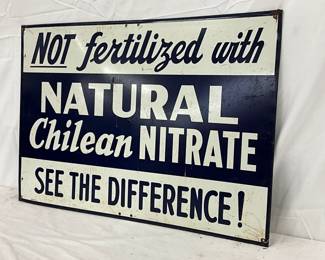 NOT fertilized with
NATURAL
Chilean NITRATE
SEE THE DIFFERENCE!